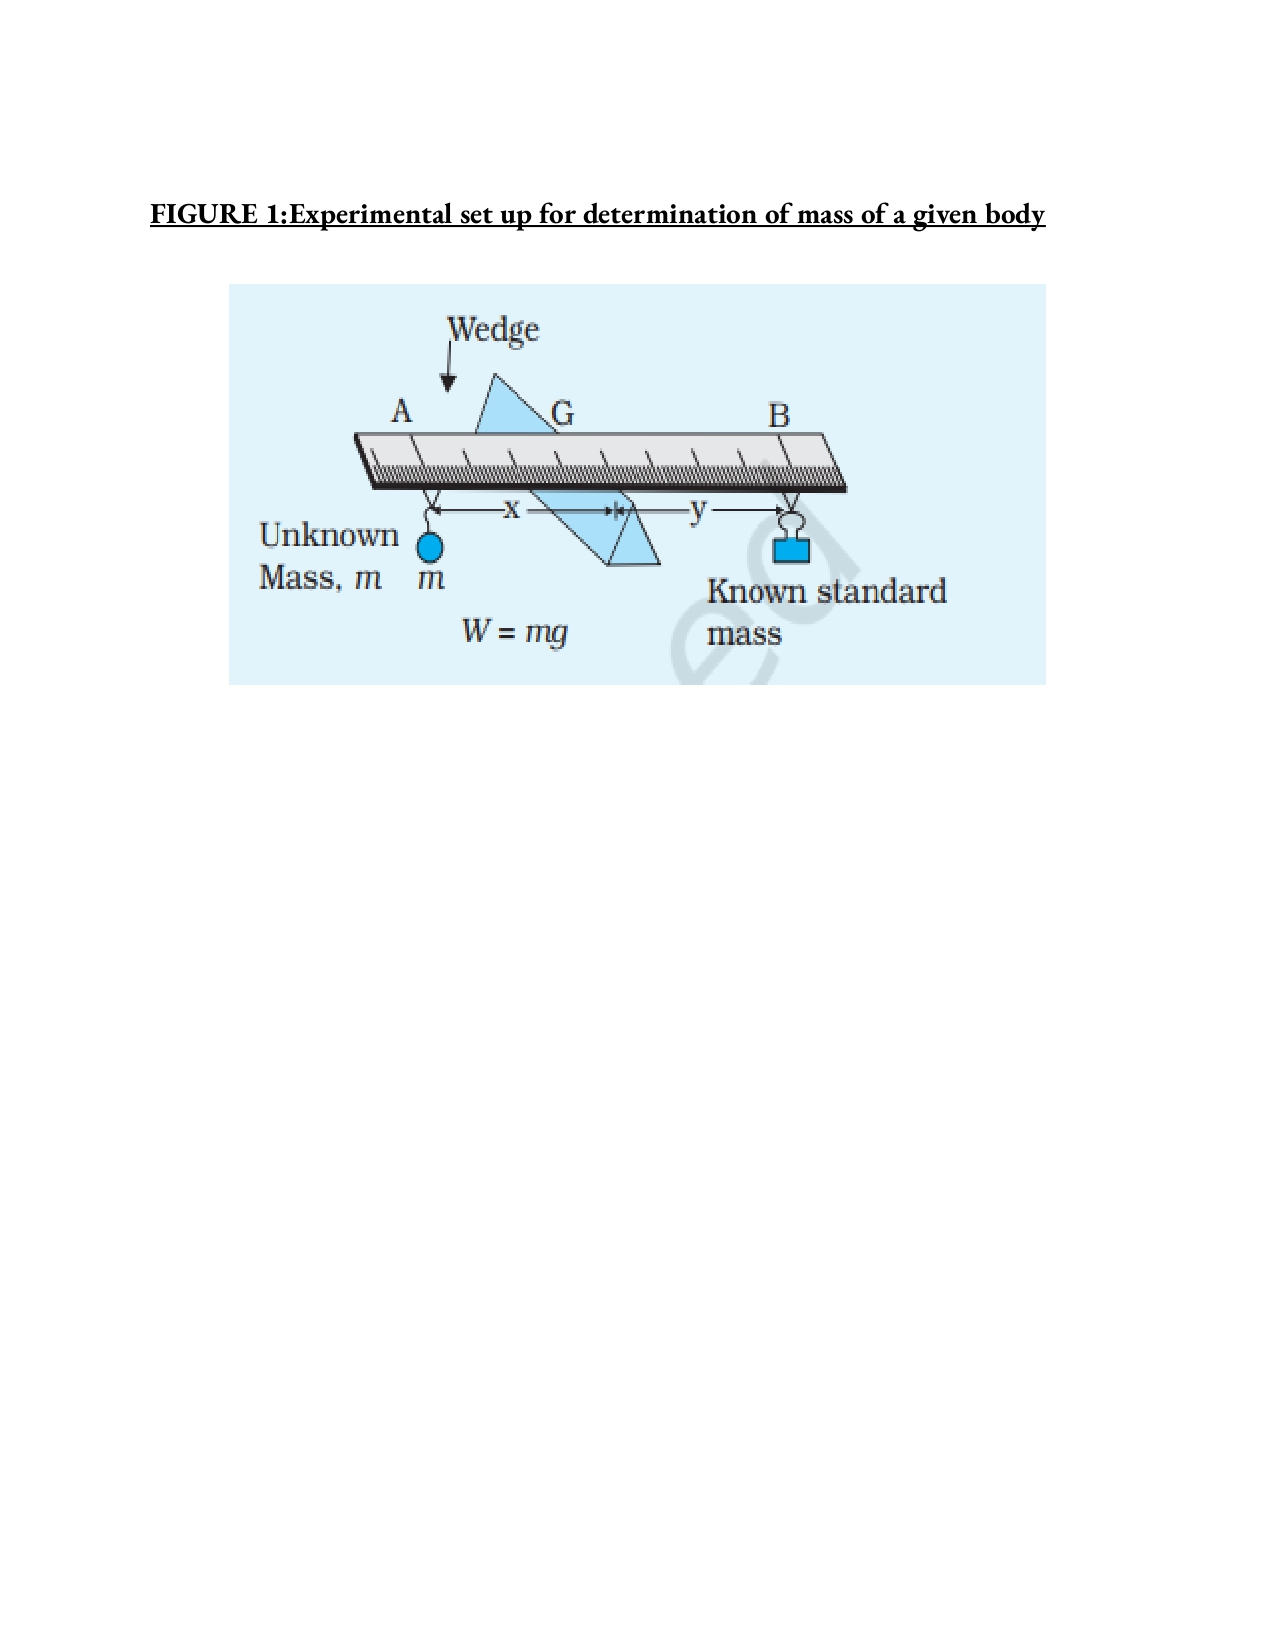 FIGURE 1:Experimental set up for determination of mass of a given body
Wedge
A
G
B
x
y
Unknown
Mass, m
m
Known standard
mass
W = mg
ed